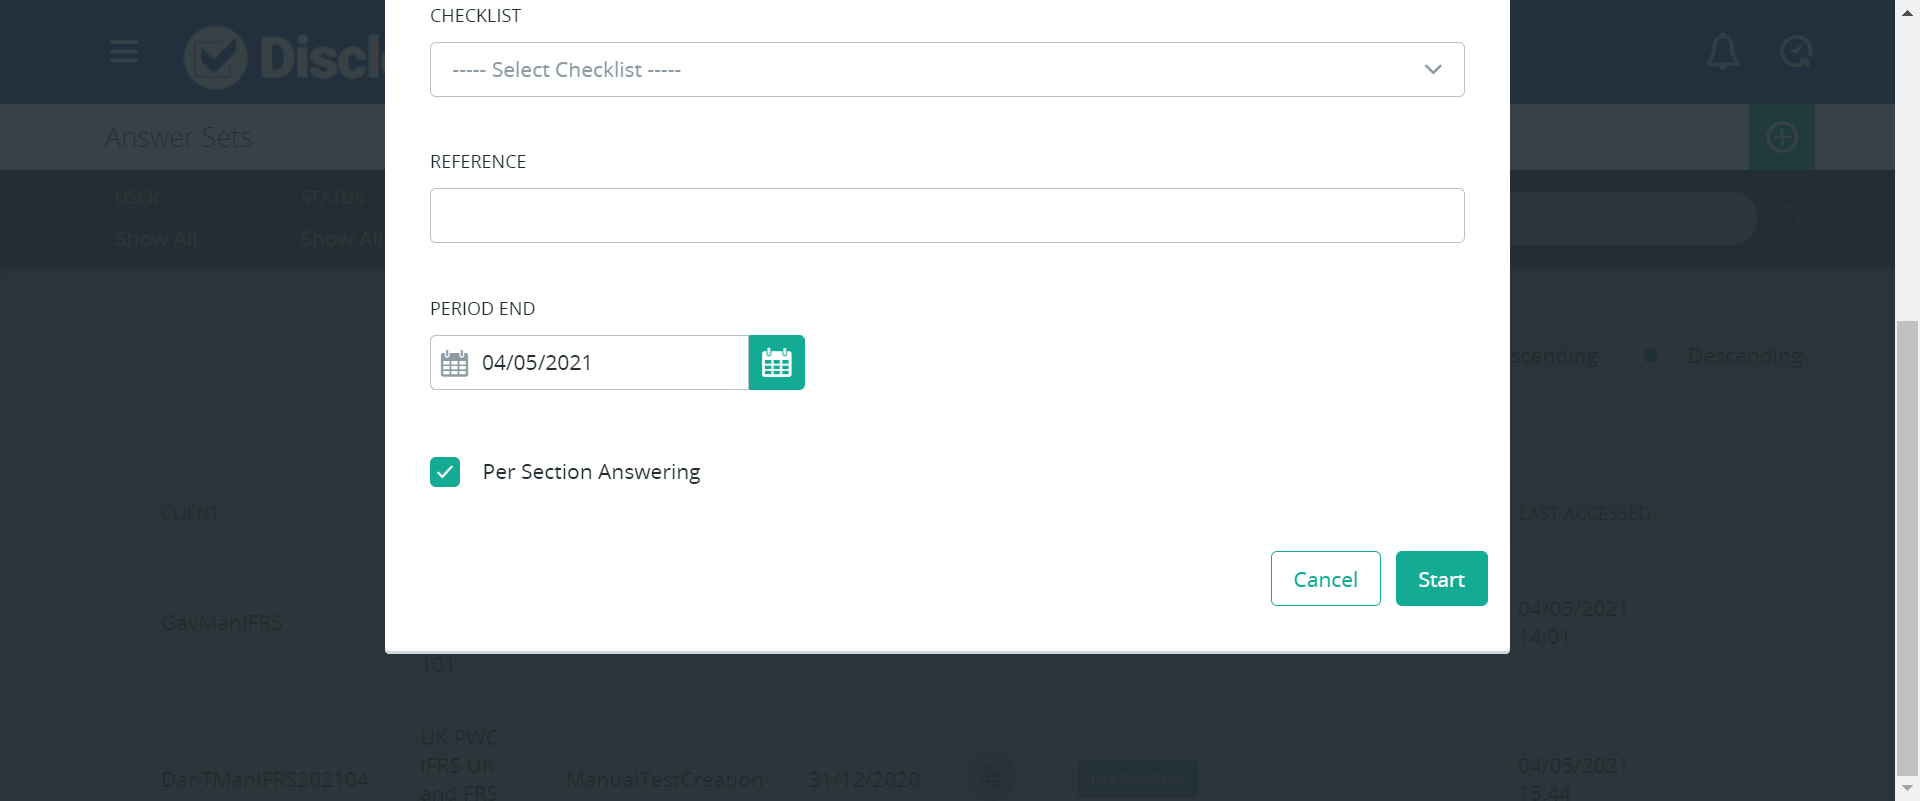 CHECKLIST
----- Select Checklist -----
Discl
Answer Sets
REFERENCE
USER
STATUS
Show All
Show All
PERIOD END
04/05/2021
scending
Descending
Per Section Answering
CLIENT
LAST ACCESSED
Cancel
Start
GavManIFRS
04/05/2021
14:01
101
UK PWC
IFRS UK
and FRS
DanTManIFRS202104
ManualTestCreation
31/12/2020
IN PROGRESS
04/05/2021
15:44